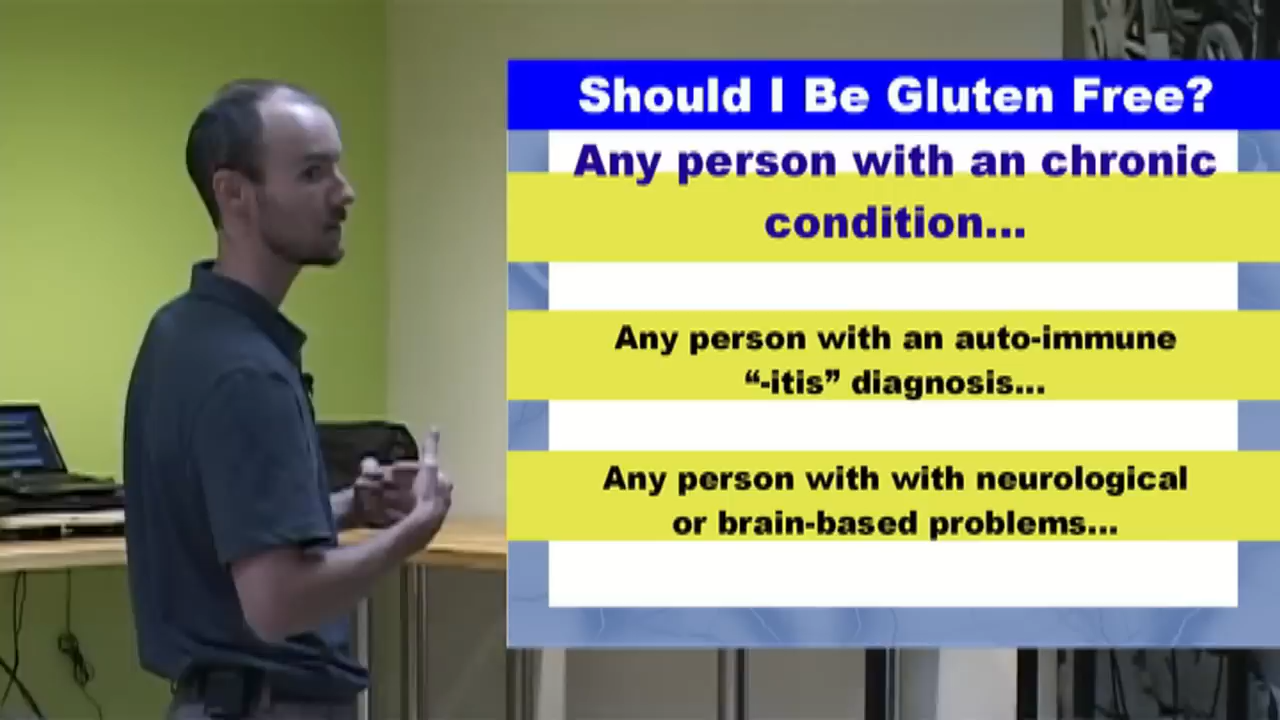 Should I Be Gluten Free?
Any person with an chronic
condition...
Any person with an auto-immune
“-itis” diagnosis...
Any person with with neurological
or brain-based problems...